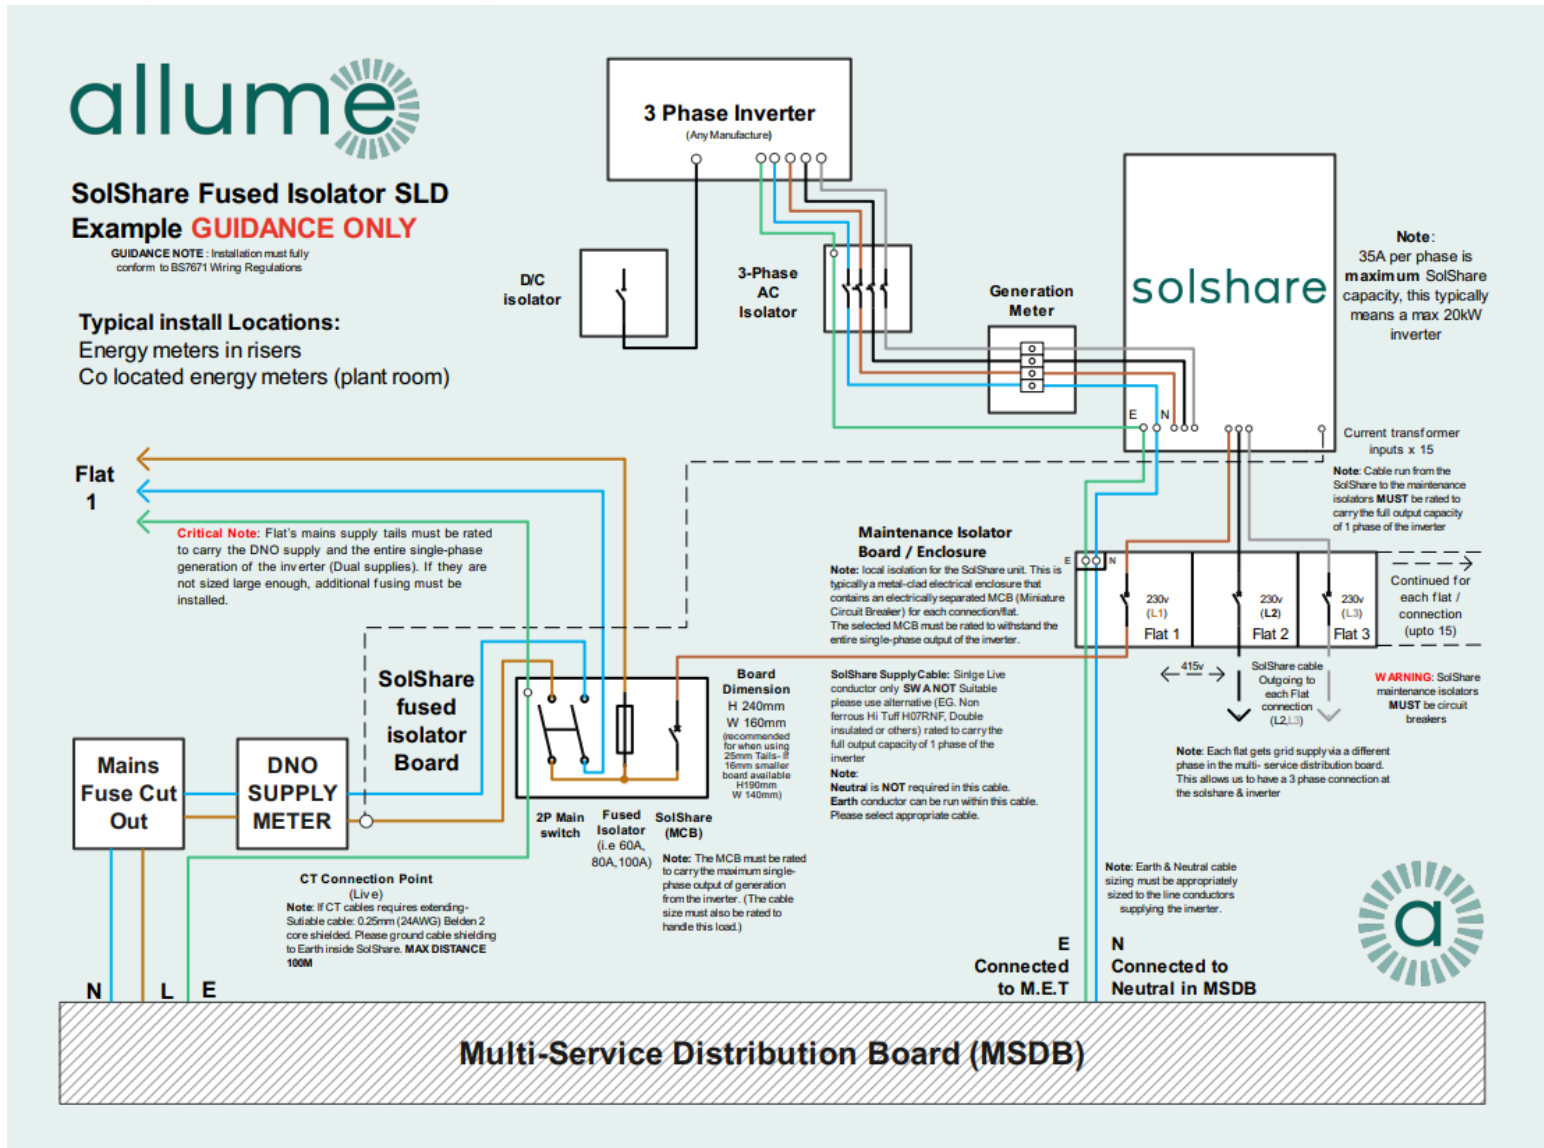 allume
SolShare Fused Isolator SLD
Example GUIDANCE ONLY
GUIDANCE NOTE : Installation must fully
conform to BS7671 Wiring Regulations
Typical install Locations:
Energy meters in risers
Co located energy meters (plant room)
3 Phase Inverter
(Any Manufacture)
D/C
isolator
3-Phase
AC
Isolator
Generation
Meter
solshare
E
N
Note:
35A per phase is
maximum SolShare
capacity, this typically
means a max 20kW
inverter
Current transformer
inputs x 15
Note: Cable run from the
SolShare to the maintenance
isolators MUST be rated to
carry the full output capacity
of 1 phase of the inverter
Flat
1
Critical Note: Flat's mains supply tails must be rated
to carry the DNO supply and the entire single-phase
generation of the inverter (Dual supplies). If they are
not sized large enough, additional fusing must be
installed.
Maintenance Isolator
Board / Enclosure
Note: local isolation for the SolShare unit. This is
typically a metal-clad electrical enclosure that
contains an electrically separated MCB (Miniature
Circuit Breaker) for each connection/flat.
The selected MCB must be rated to withstand the
entire single-phase output of the inverter.
E
N
230v
(L1)
Flat 1
230v
(L2)
Flat 2
230v
(L3)
Flat 3
Continued for
each flat /
connection
(upto 15)
415v
SolShare cable
Outgoing to
each Flat
connection
(L2,L3)
WARNING: SolShare
maintenance isolators
MUST be circuit
breakers
Note: Each flat gets grid supply via a different
phase in the multi- service distribution board.
This allows us to have a 3 phase connection at
the solshare & inverter
SolShare Supply Cable: Sinlge Live
conductor only SWA NOT Suitable
please use alternative (EG. Non
ferrous Hi Tuff H07RNF, Double
insulated or others) rated to carry the
full output capacity of 1 phase of the
inverter
Note:
Neutral is NOT required in this cable.
Earth conductor can be run within this cable.
Please select appropriate cable.
SolShare
fused
isolator
Board
Board
Dimension
H 240mm
W 160mm
(recommended
for when using
25mm Tails- If
16mm smaller
board available
H190mm
W 140mm)
Mains
Fuse Cut
Out
DNO
SUPPLY
METER
2P Main
switch
Fused
Isolator
(i.e 60A,
80A,100A)
SolShare
(MCB)
Note: The MCB must be rated
to carry the maximum single-
phase output of generation
from the inverter. (The cable
size must also be rated to
handle this load.)
CT Connection Point
(Live)
Note: If CT cables requires extending-
Sutiable cable: 0.25mm (24AWG) Belden 2
core shielded. Please ground cable shielding
to Earth inside SolShare. MAX DISTANCE
100M
Note: Earth & Neutral cable
sizing must be appropriately
sized to the line conductors
supplying the inverter.
E
Connected
to M.E.T
N
Connected to
Neutral in MSDB
a
N
L
E
Multi-Service Distribution Board (MSDB)